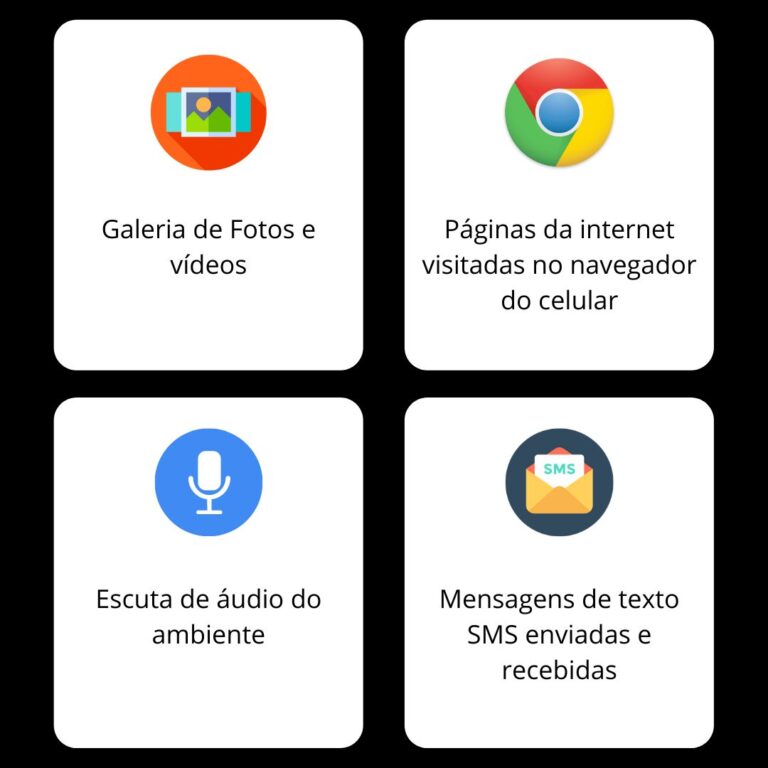 Galeria de Fotos e
vídeos
Páginas da internet
visitadas no navegador
do celular
Escuta de áudio do
ambiente
SMS
Mensagens de texto
SMS enviadas e
recebidas